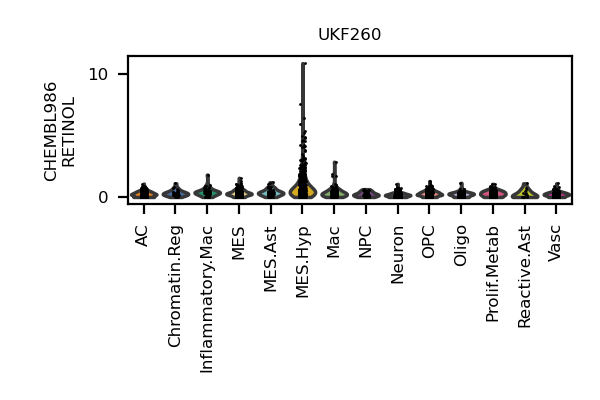 UKF260
CHEMBL986
RETINOL
10
0
AC
Chromatin.Reg
Inflammatory.Mac
MES
MES.Ast
MES.Hyp
Mac
NPC
Neuron
OPC
Oligo
Prolif.Metab
Reactive.Ast
Vasc